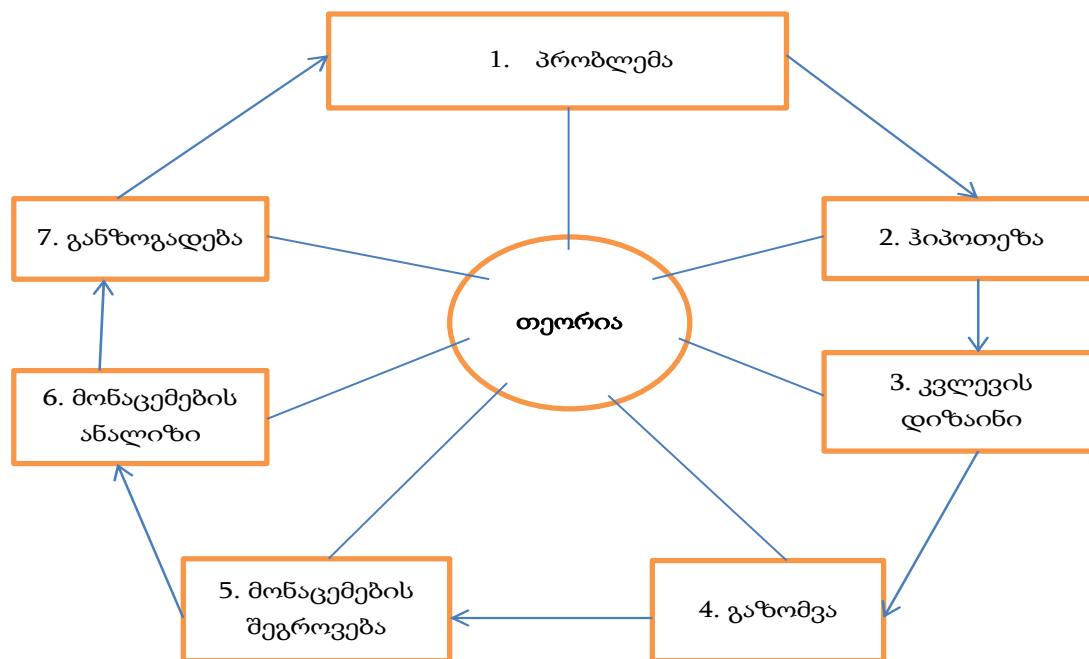 1. პრობლემა
2. ჰიპოთეზა
3. კვლევის
დიზაინი
4. გაზომვა
5. მონაცემების
შეგროვება
6. მონაცემების
ანალიზი
7. განზოგადება
თეორია